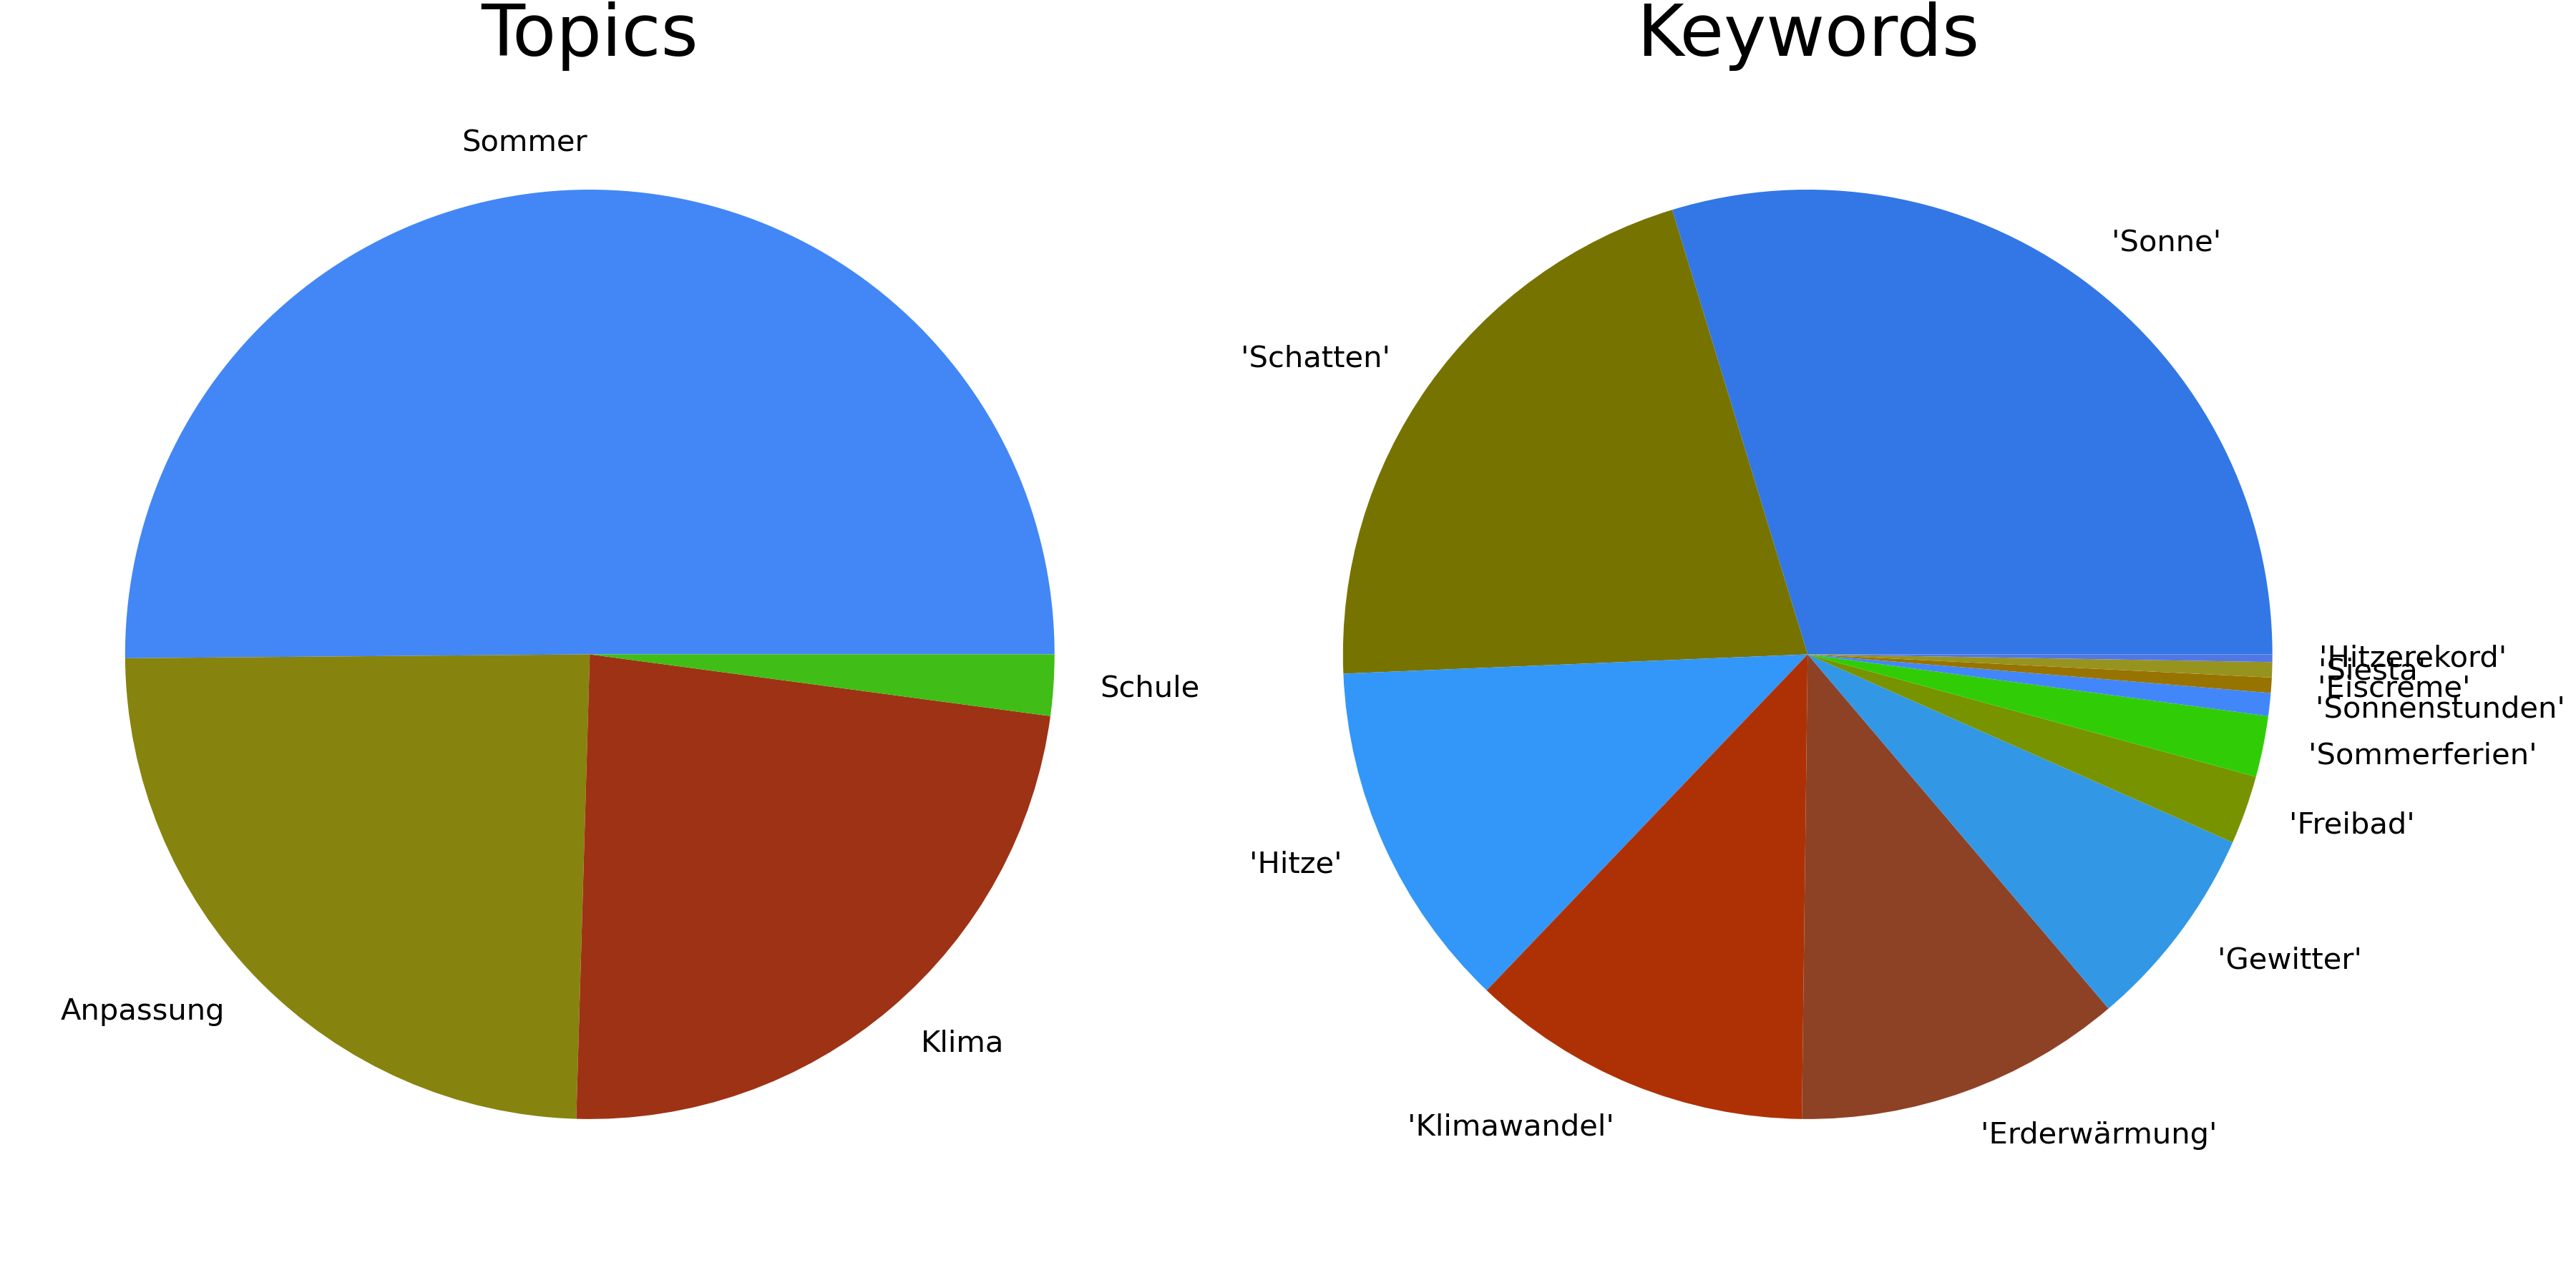 Topics
Sommer
Schule
Klima
Anpassung
Keywords
'Sonne'
'Schatten'
'Hitze'
'Klimawandel'
'Erderwärmung'
'Gewitter'
'Freibad'
'Sommerferien'
'Sonnenstunden'
'Eiscreme'
'Siesta'
'Hitzerekord'